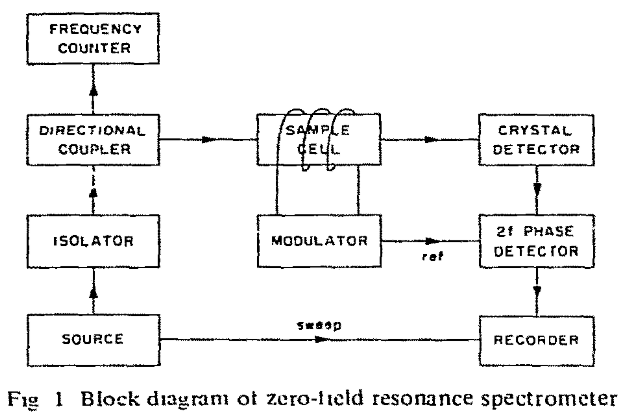 FREQUENCY
COUNTER
DIRECTIONAL
COUPLER
SAMPLE
CELL
CRYSTAL
DETECTOR
ISOLATOR
MODULATOR
ref
2f PHASE
DETECTOR
SOURCE
sweep
RECORDER
Fig 1 Block diagram of zero-field resonance spectrometer